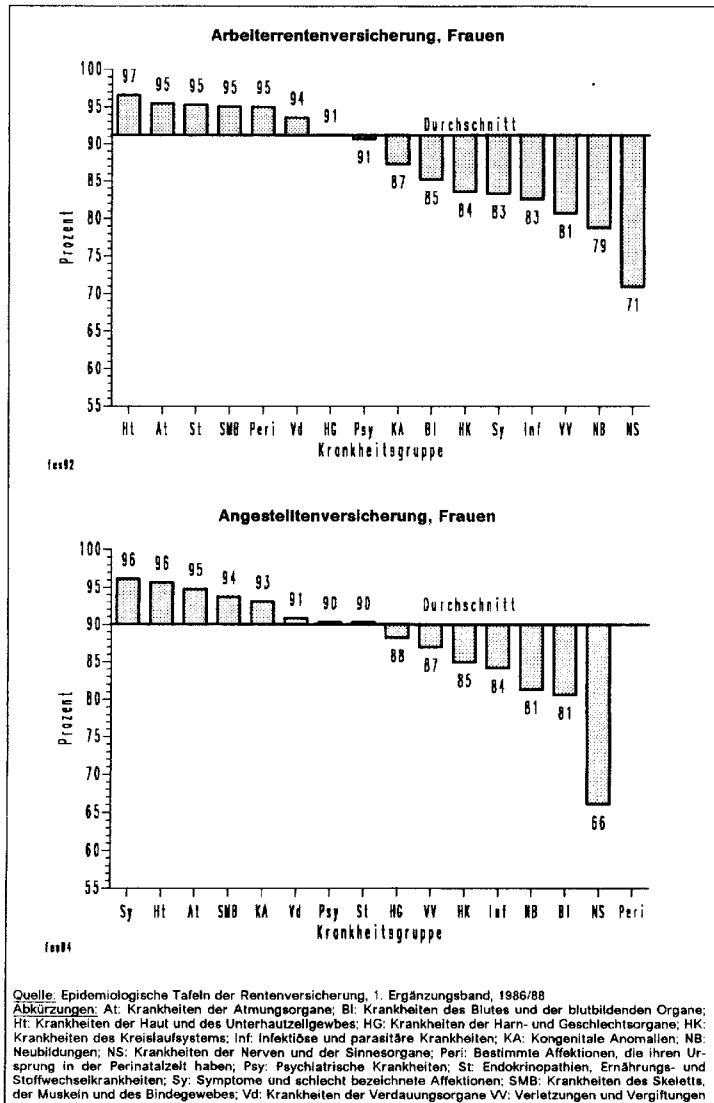 Arbeiterrentenversicherung, Frauen
100
95
90
85
80
75
70
65
60
55
Prozent
97 95 95 95 95 94 91 91 87 85 84 83 83 81 79 71
Durchschnitt
Ht At St SMB Peri Vd HG Psy KA Bl HK Sy Inf VV NB NS
Krankheitsgruppe
fes92
Angestelltenversicherung, Frauen
100
95
90
85
80
75
70
65
60
55
Prozent
96 96 95 94 93 91 90 90 88 87 85 84 81 81 66
Durchschnitt
Sy Ht At SMB KA Vd Psy St HG VV HK Inf NB Bl NS Peri
Krankheitsgruppe
Quelle: Epidemiologische Tafeln der Rentenversicherung, 1. Ergänzungsband, 1986/88
Abkürzungen: At: Krankheiten der Atmungsorgane; Bl: Krankheiten des Blutes und der blutbildenden Organe;
Ht: Krankheiten der Haut und des Unterhautzellgewbes; HG: Krankheiten der Harn- und Geschlechtsorgane; HK:
Krankheiten des Kreislaufsystems; Inf: Infektiöse und parasitäre Krankheiten; KA: Kongenitale Anomalien; NB:
Neubildungen; NS: Krankheiten der Nerven und der Sinnesorgane; Peri: Bestimmte Affektionen, die ihren Ur-
sprung in der Perinatalzeit haben; Psy: Psychiatrische Krankheiten; St: Endokrinopathien, Ernährungs- und
Stoffwechselkrankheiten; Sy: Symptome und schlecht bezeichnete Affektionen; SMB: Krankheiten des Skeletts,
der Muskeln und des Bindegewebes; Vd: Krankheiten der Verdauungsorgane VV: Verletzungen und Vergiftungen